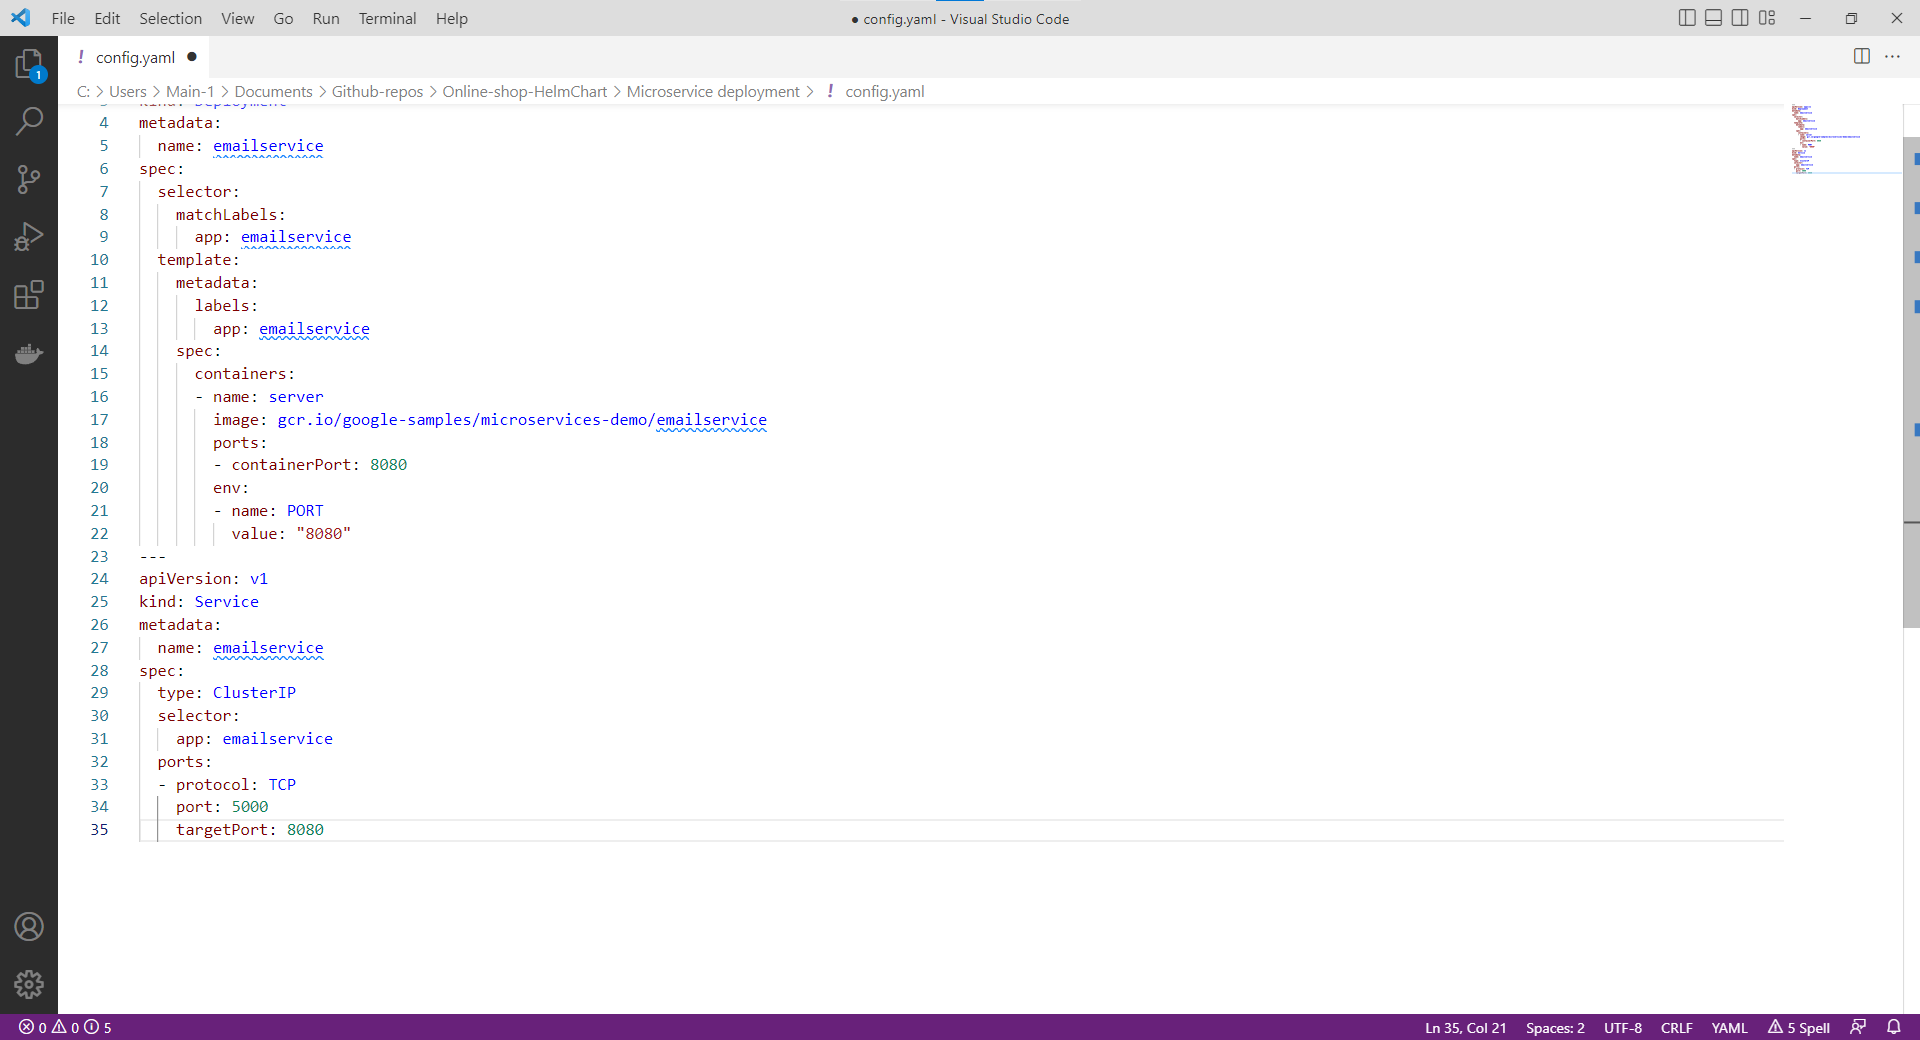 File Edit Selection View Go Run Terminal Help
● config.yaml - Visual Studio Code
! config.yaml ●
1
C: > Users > Main-1 > Documents > Github-repos > Online-shop-HelmChart > Microservice deployment > ! config.yaml
kind: Deployment
4 metadata:
5   name: emailservice
6 spec:
7   selector:
8     matchLabels:
9       app: emailservice
10   template:
11     metadata:
12       labels:
13         app: emailservice
14     spec:
15       containers:
16       - name: server
17         image: gcr.io/google-samples/microservices-demo/emailservice
18         ports:
19         - containerPort: 8080
20         env:
21         - name: PORT
22           value: "8080"
23 ---
24 apiVersion: v1
25 kind: Service
26 metadata:
27   name: emailservice
28 spec:
29   type: ClusterIP
30   selector:
31     app: emailservice
32   ports:
33   - protocol: TCP
34     port: 5000
35     targetPort: 8080
0 0 5
Ln 35, Col 21 Spaces: 2 UTF-8 CRLF YAML 5 Spell